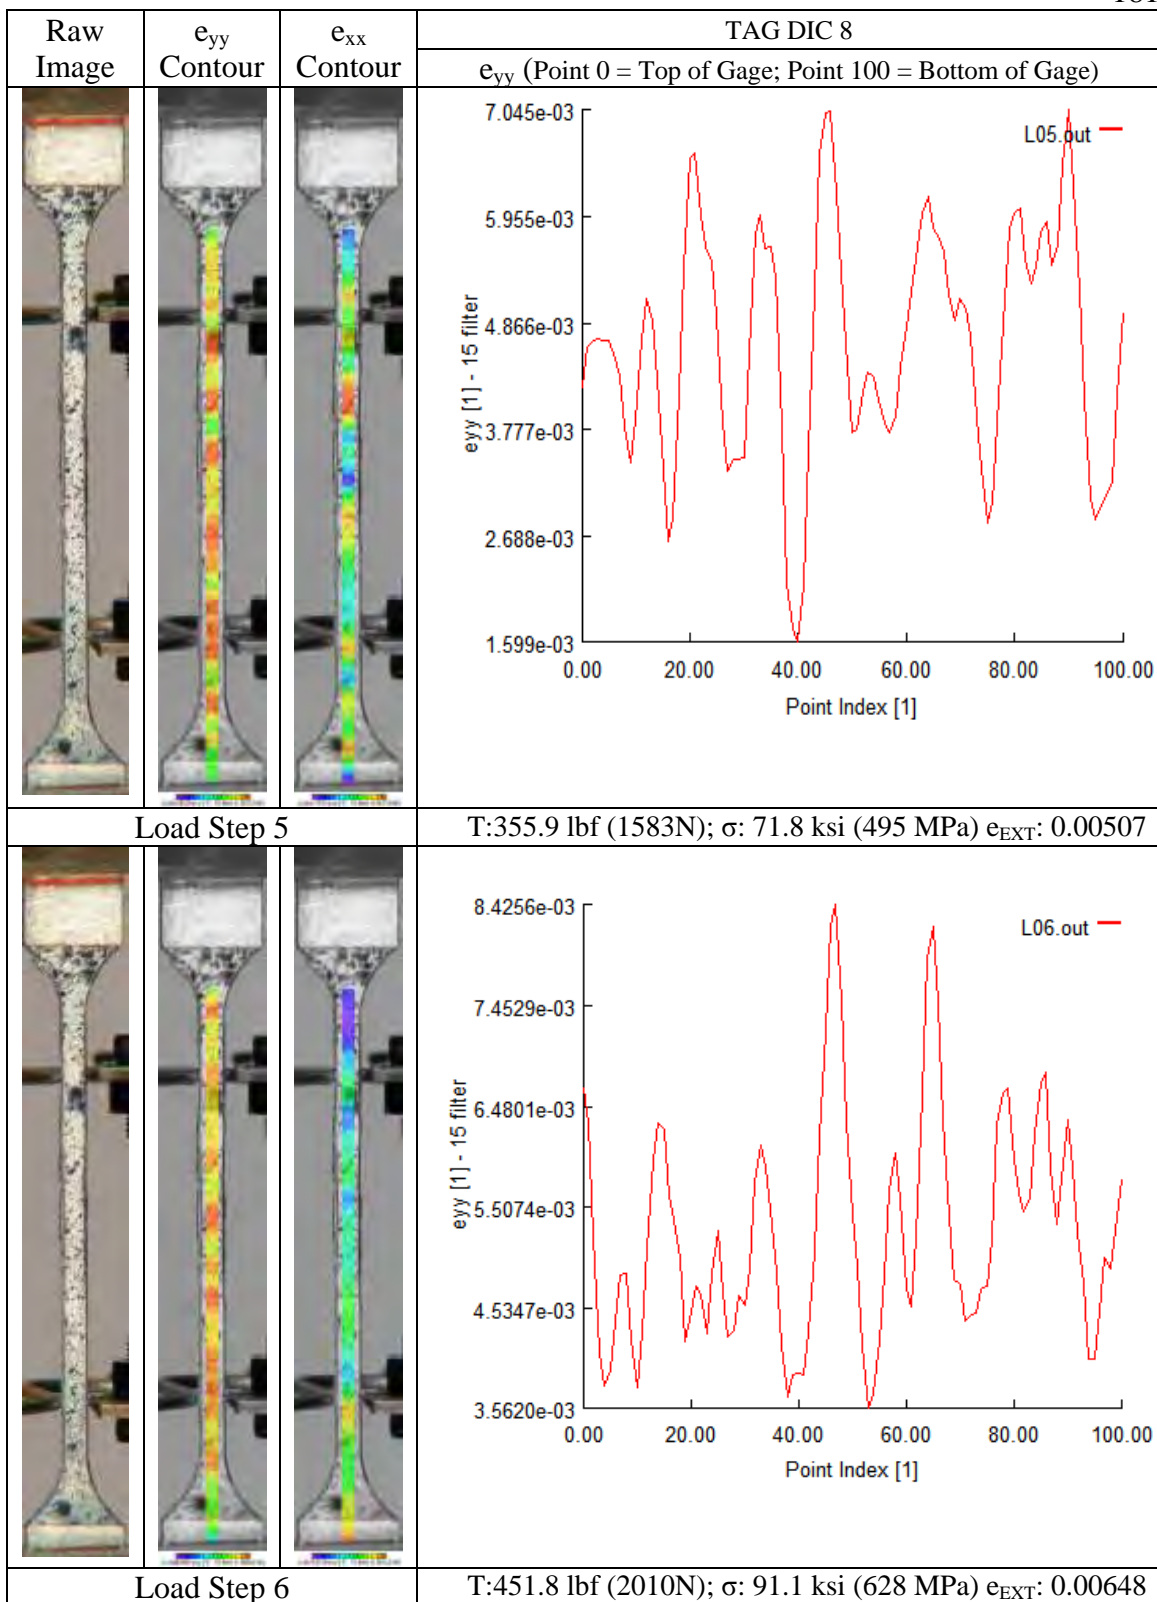 Raw Image
e_yy Contour
e_xx Contour
TAG DIC 8
e_yy (Point 0 = Top of Gage; Point 100 = Bottom of Gage)
7.045e-03
5.955e-03
4.866e-03
3.777e-03
2.688e-03
1.599e-03
eyy [1] - 15 filter
L05.out
0.00 20.00 40.00 60.00 80.00 100.00
Point Index [1]
Load Step 5
T:355.9 lbf (1583N); σ: 71.8 ksi (495 MPa) e_EXT: 0.00507
8.4256e-03
7.4529e-03
6.4801e-03
5.5074e-03
4.5347e-03
3.5620e-03
eyy [1] - 15 filter
L06.out
0.00 20.00 40.00 60.00 80.00 100.00
Point Index [1]
Load Step 6
T:451.8 lbf (2010N); σ: 91.1 ksi (628 MPa) e_EXT: 0.00648